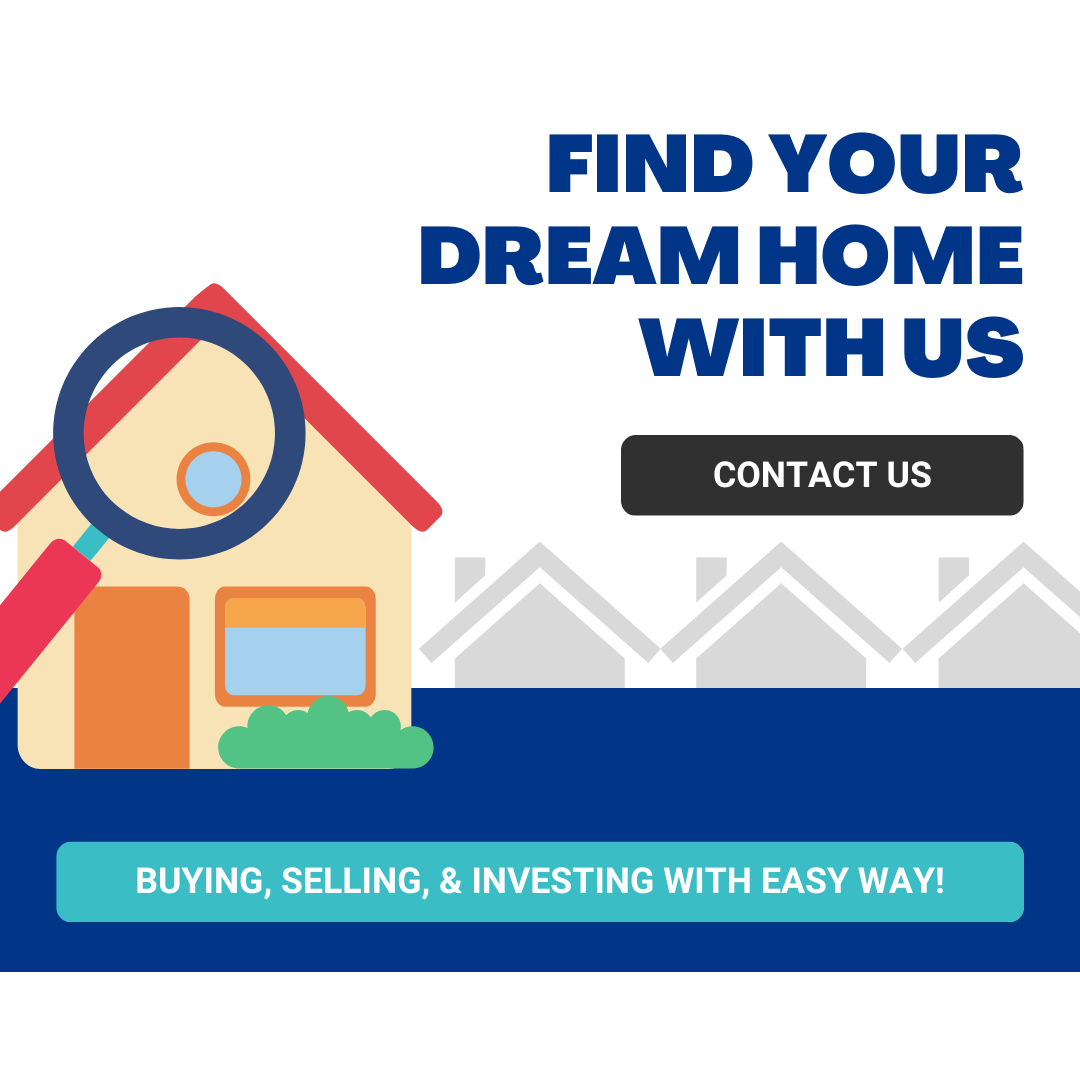 FIND YOUR
DREAM HOME
WITH US
CONTACT US
BUYING, SELLING, & INVESTING WITH EASY WAY!